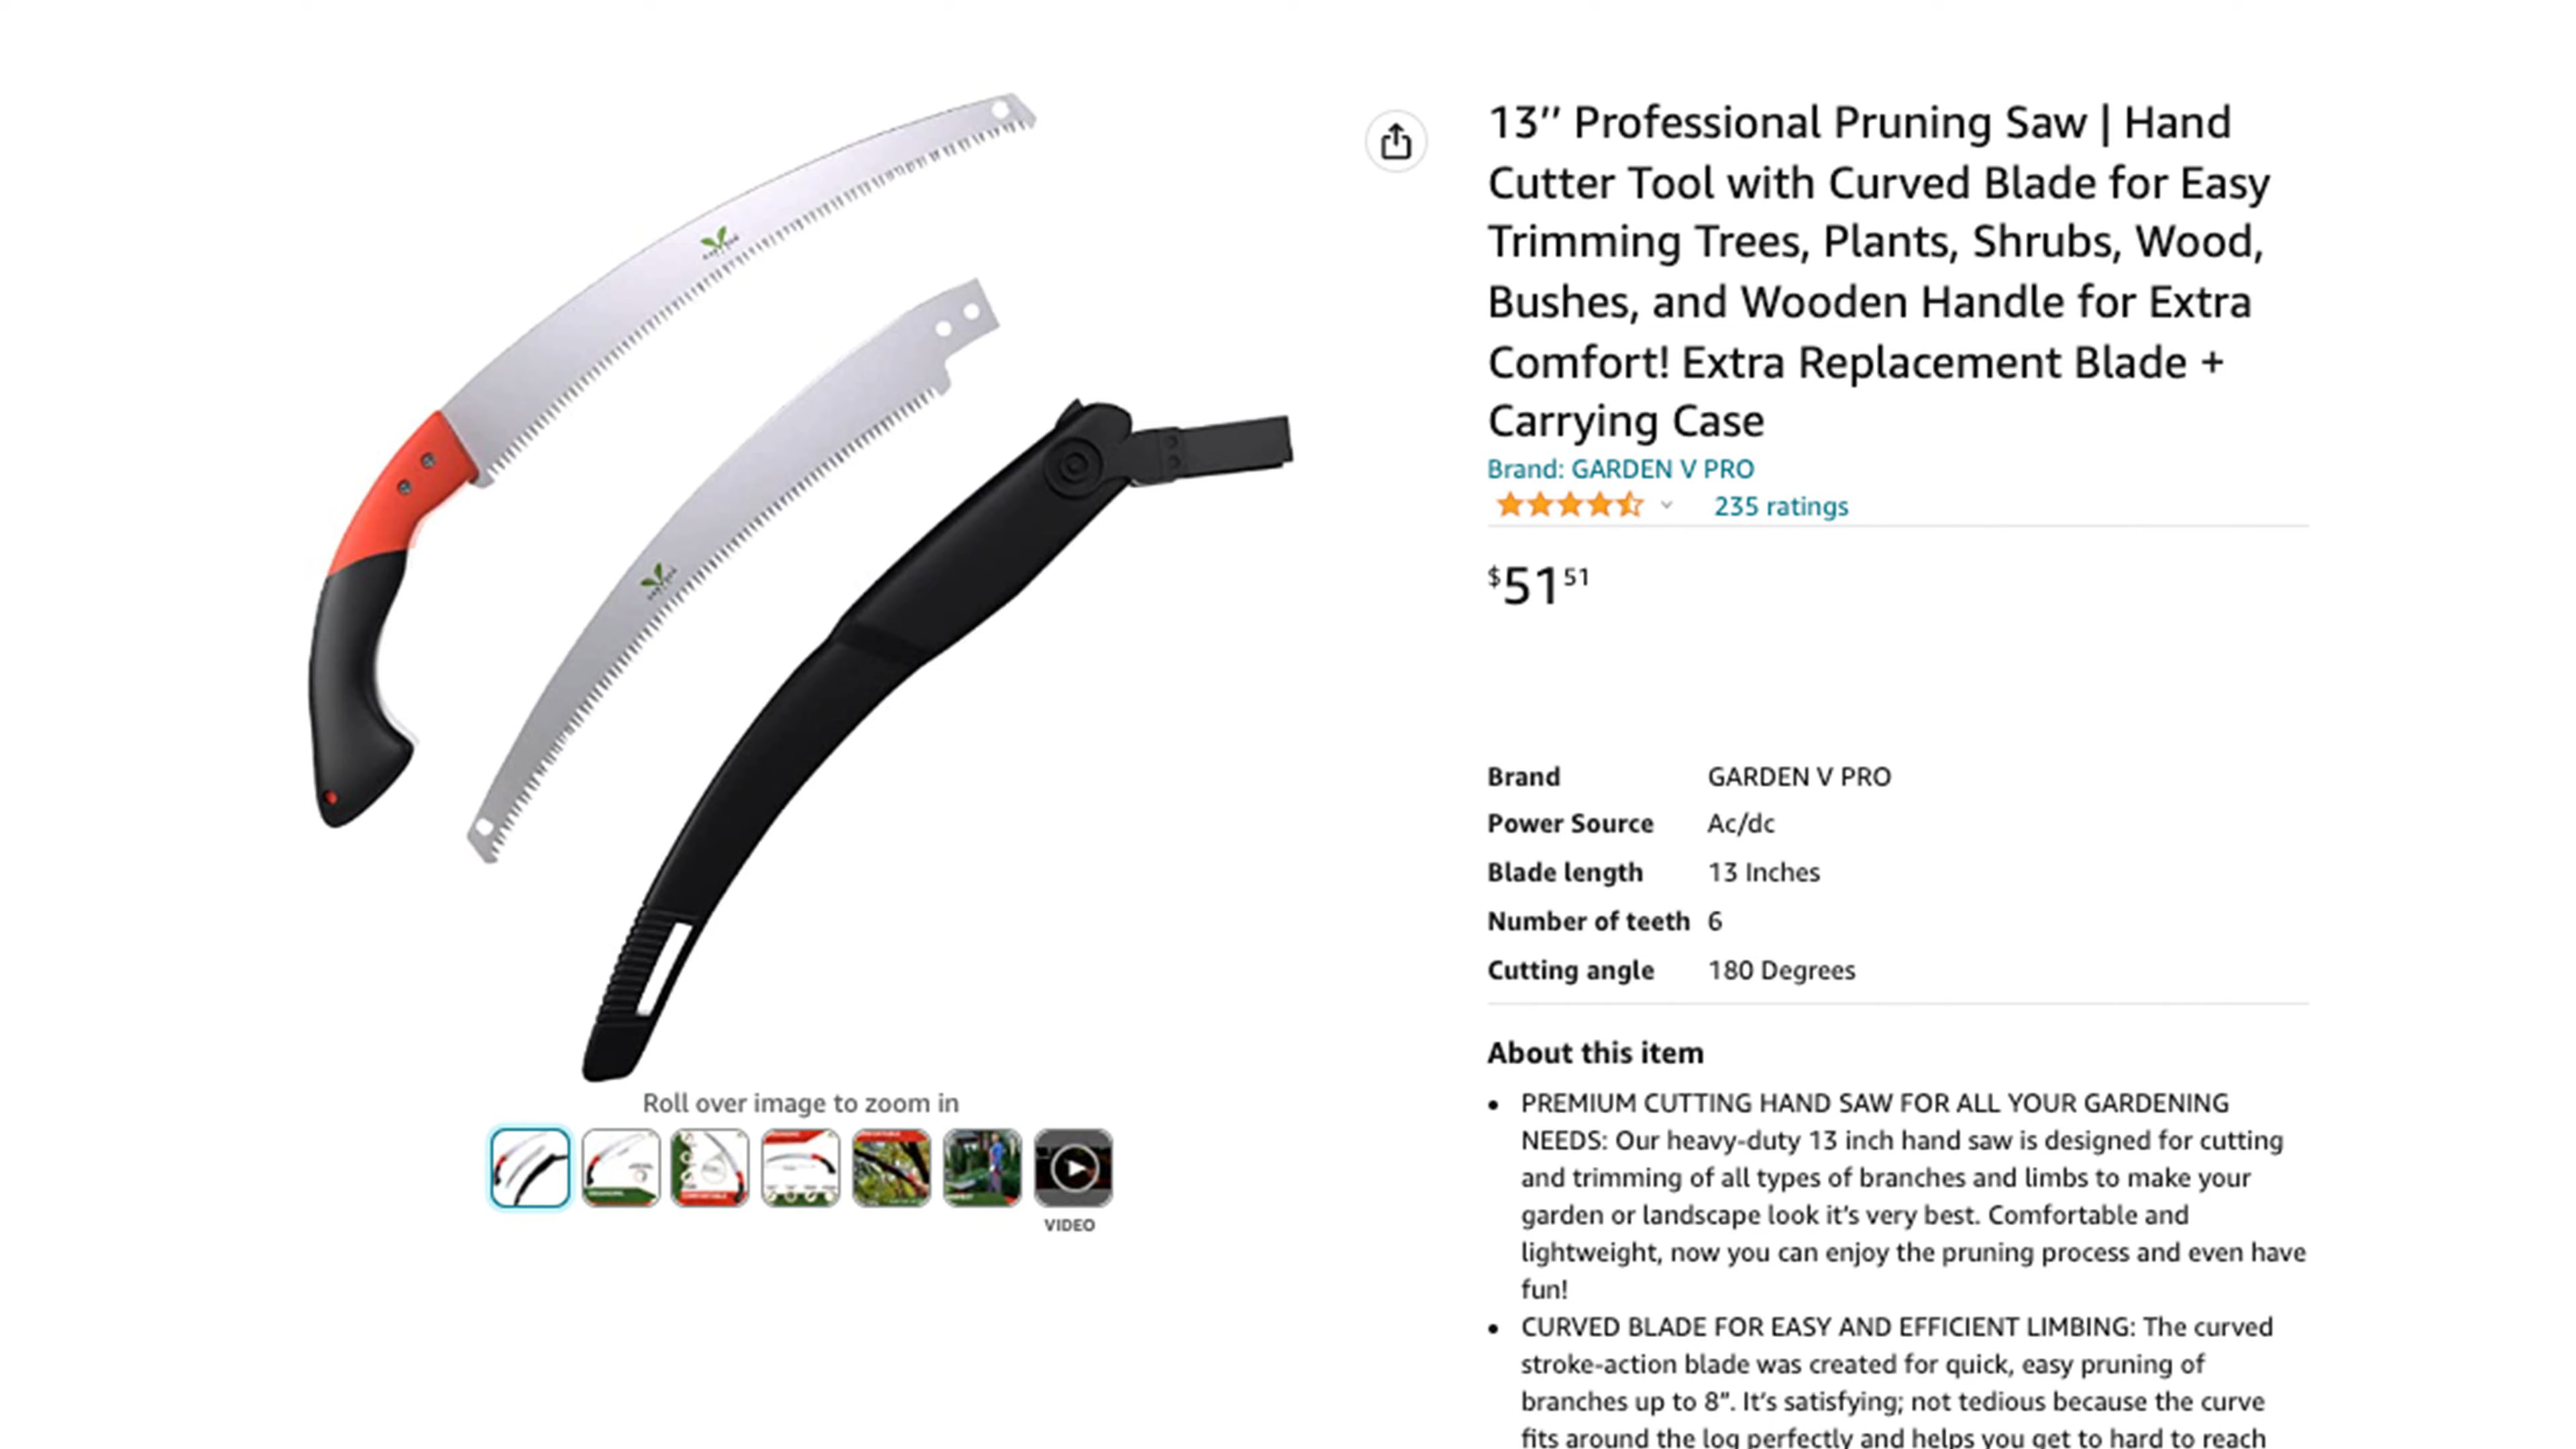 13’’ Professional Pruning Saw | Hand
Cutter Tool with Curved Blade for Easy
Trimming Trees, Plants, Shrubs, Wood,
Bushes, and Wooden Handle for Extra
Comfort! Extra Replacement Blade +
Carrying Case
Brand: GARDEN V PRO
235 ratings
$51 51
Brand GARDEN V PRO
Power Source Ac/dc
Blade length 13 Inches
Number of teeth 6
Cutting angle 180 Degrees
About this item
• PREMIUM CUTTING HAND SAW FOR ALL YOUR GARDENING
NEEDS: Our heavy-duty 13 inch hand saw is designed for cutting
and trimming of all types of branches and limbs to make your
garden or landscape look it’s very best. Comfortable and
lightweight, now you can enjoy the pruning process and even have
fun!
• CURVED BLADE FOR EASY AND EFFICIENT LIMBING: The curved
stroke-action blade was created for quick, easy pruning of
branches up to 8”. It’s satisfying; not tedious because the curve
fits around the log perfectly and helps you get to hard to reach
Roll over image to zoom in
VIDEO